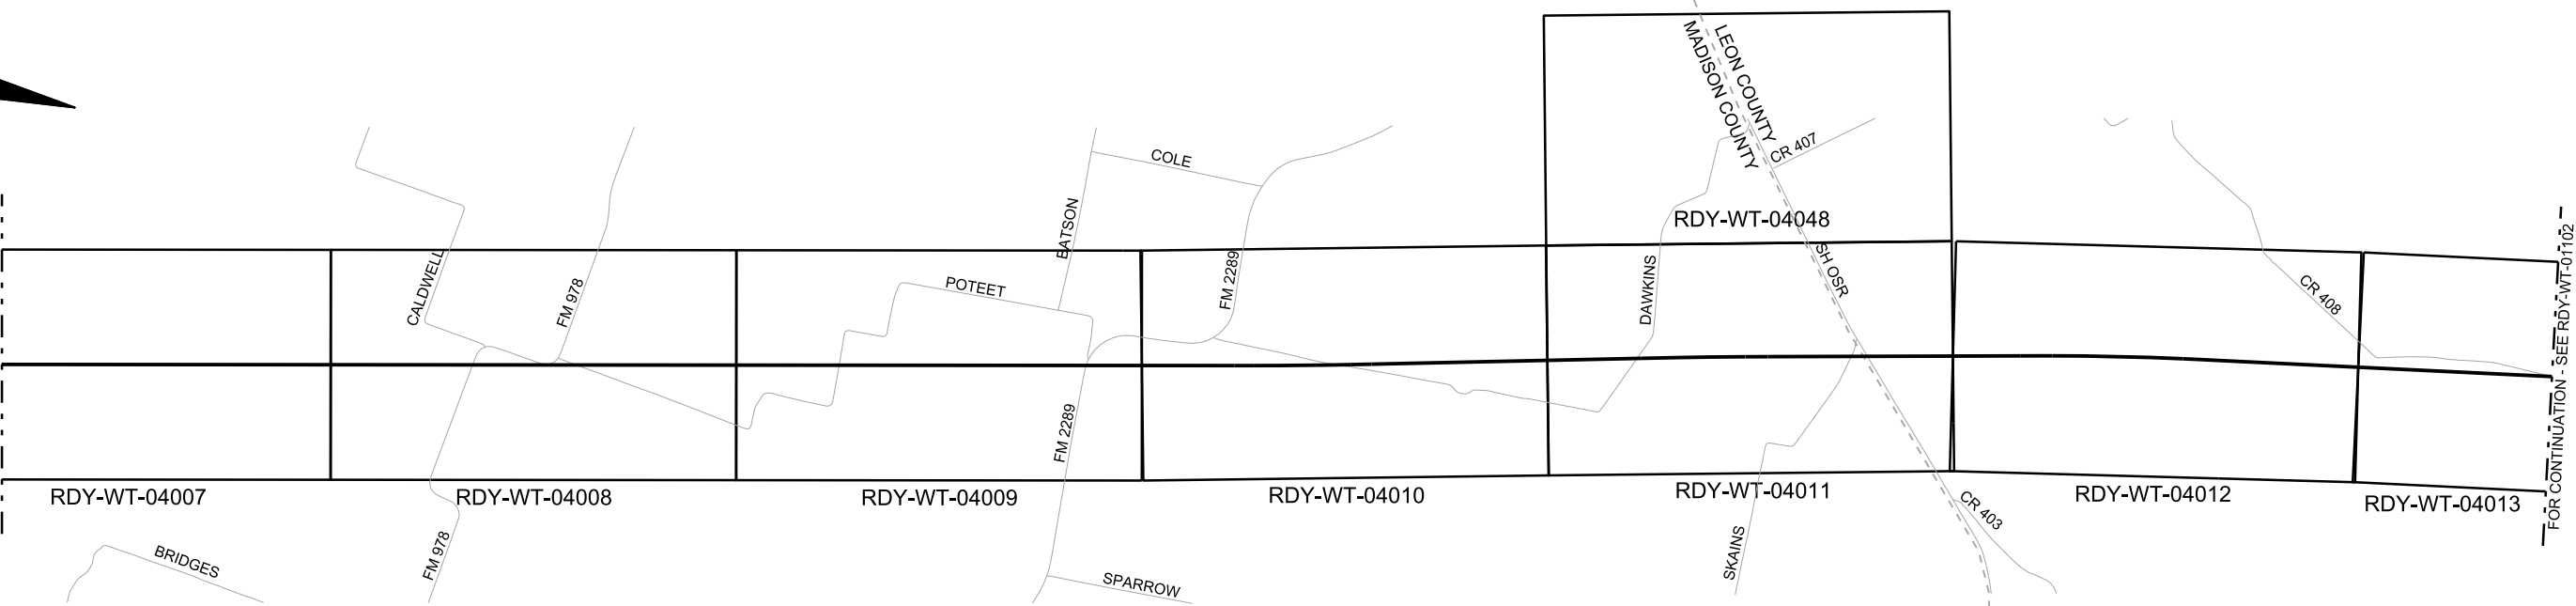 LEON COUNTY
MADISON COUNTY
CR 407
COLE
BATSON
RDY-WT-04048
CALDWELL
FM 978
POTEET
FM 2289
DAWKINS
SH OSR
CR 408
FOR CONTINUATION - SEE RDY-WT-01102
FM 2289
RDY-WT-04007
RDY-WT-04008
RDY-WT-04009
RDY-WT-04010
RDY-WT-04011
RDY-WT-04012
RDY-WT-04013
CR 403
BRIDGES
FM 978
SPARROW
SKAINS